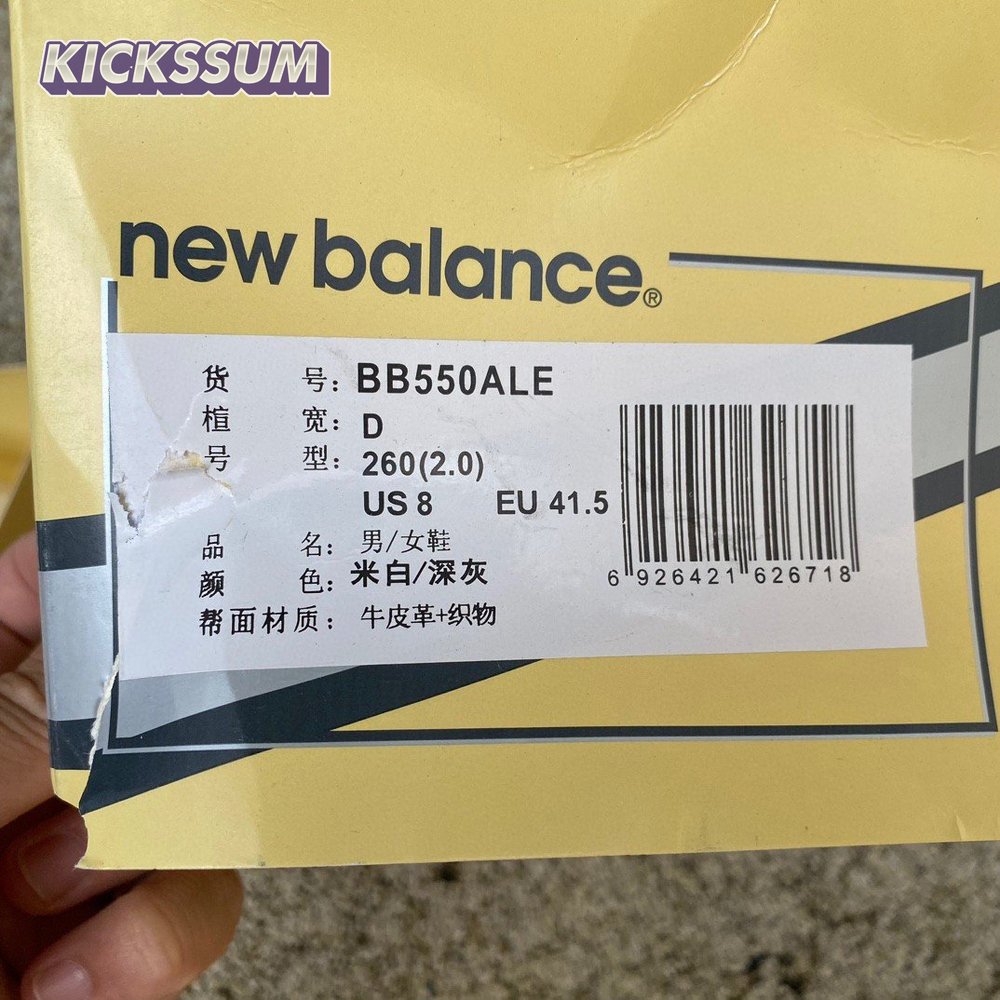 KICKSSUM
new balance®
货 号: BB550ALE
楦 宽: D
号 型: 260(2.0)
US 8 EU 41.5
品 名: 男/女鞋
颜 色: 米白/深灰
帮面材质: 牛皮革+织物
6 926421 626718